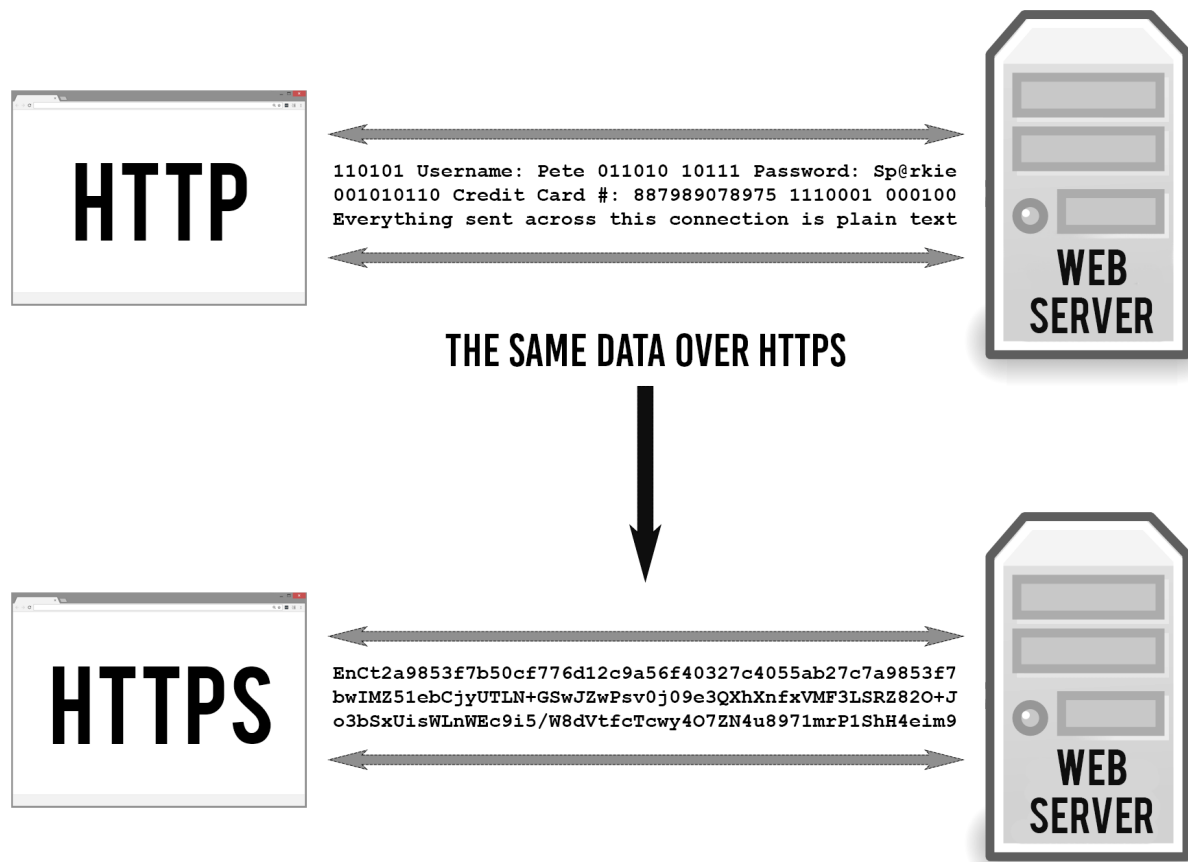 HTTP
110101 Username: Pete 011010 10111 Password: Sp@rkie
001010110 Credit Card #: 887989078975 1110001 000100
Everything sent across this connection is plain text
WEB
SERVER
THE SAME DATA OVER HTTPS
HTTPS
EnCt2a9853f7b50cf776d12c9a56f40327c4055ab27c7a9853f7
bwIMZ51ebCjyUTLN+GSwJZwPsv0j09e3QXhXnfxVMF3LSRZ82O+J
o3bSxUisWLnWEc9i5/W8dVtfcTcwy4O7ZN4u8971mrP1ShH4eim9
WEB
SERVER